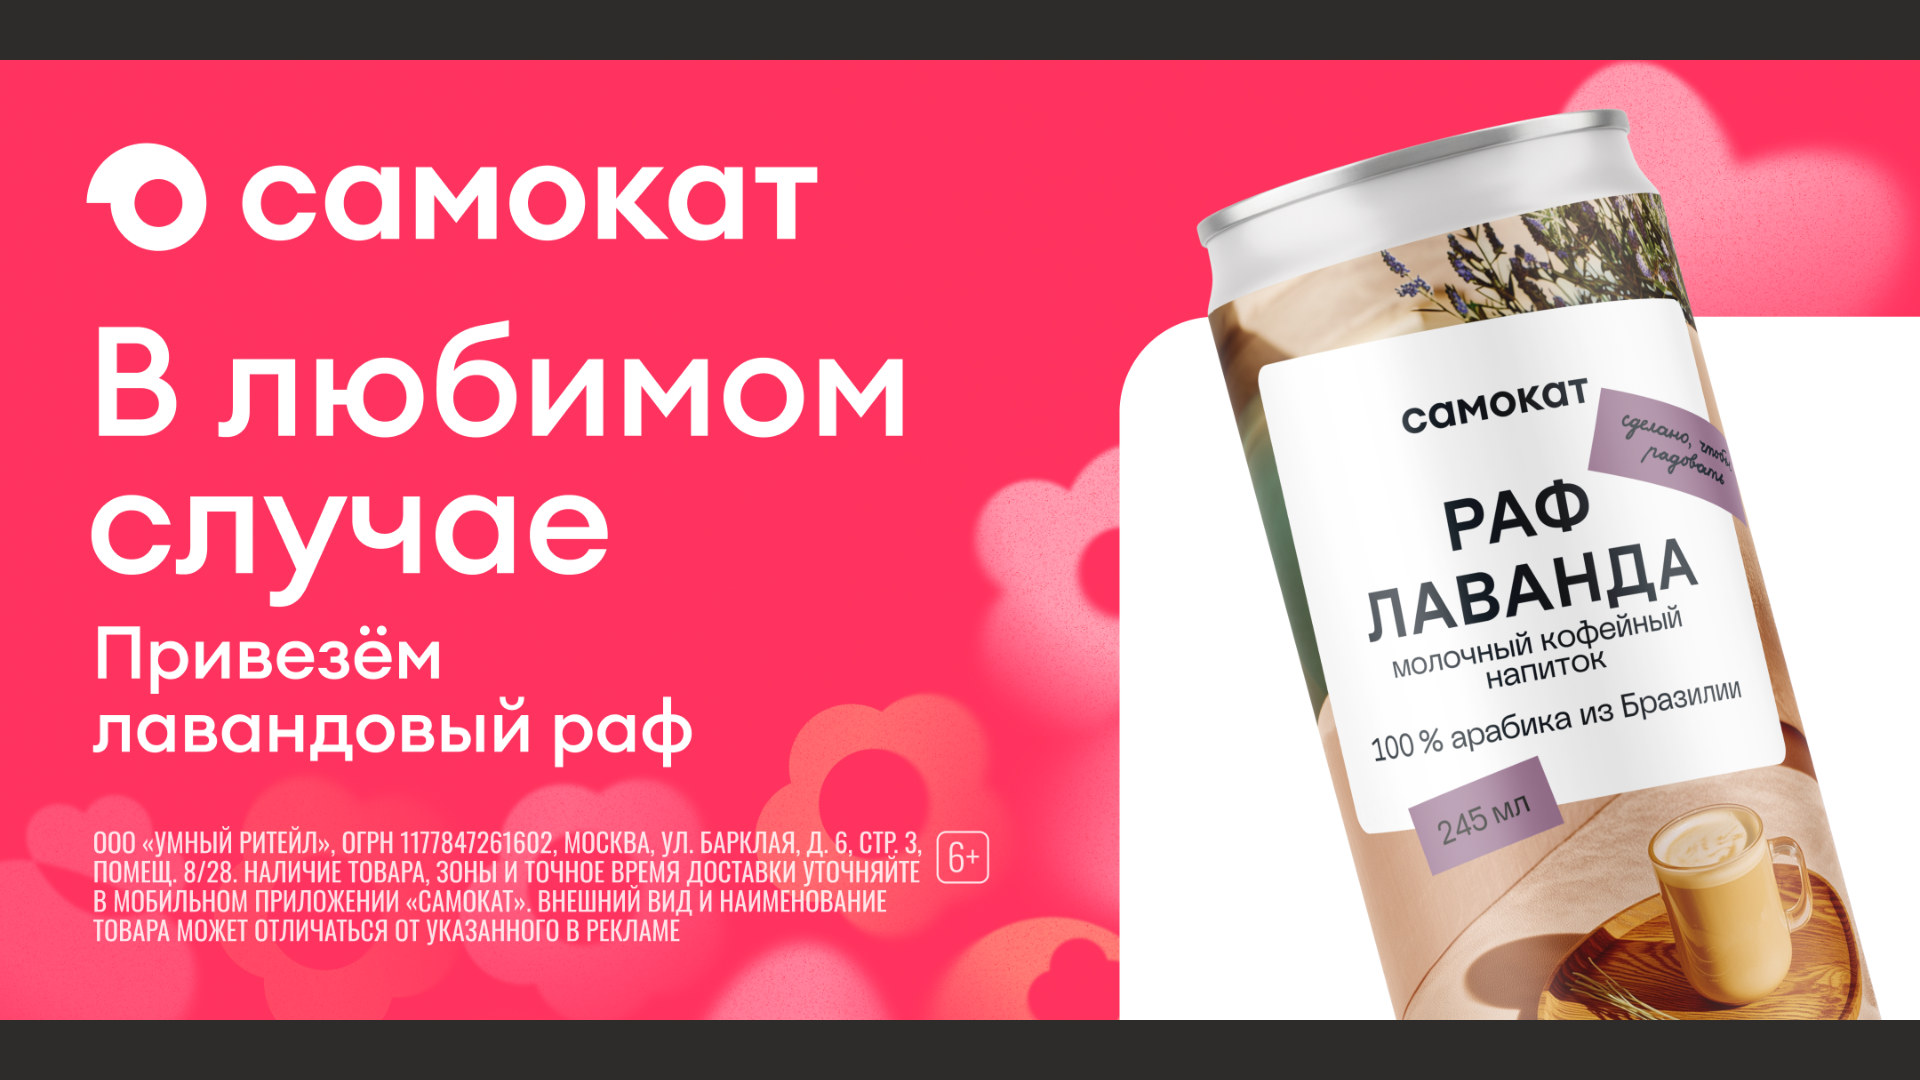 самокат
В любимом
случае
Привезём
лавандовый раф
ООО «УМНЫЙ РИТЕЙЛ», ОГРН 1177847261602, МОСКВА, УЛ. БАРКЛАЯ, Д. 6, СТР. 3,
ПОМЕЩ. 8/28. НАЛИЧИЕ ТОВАРА, ЗОНЫ И ТОЧНОЕ ВРЕМЯ ДОСТАВКИ УТОЧНЯЙТЕ
В МОБИЛЬНОМ ПРИЛОЖЕНИИ «САМОКАТ». ВНЕШНИЙ ВИД И НАИМЕНОВАНИЕ
ТОВАРА МОЖЕТ ОТЛИЧАТЬСЯ ОТ УКАЗАННОГО В РЕКЛАМЕ
6+
самокат
сделано, чтобы
радовать
РАФ
ЛАВАНДА
молочный кофейный
напиток
100 % арабика из Бразилии
245 мл